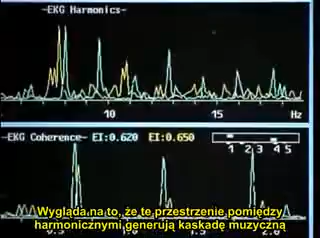 -EKG Harmonics-
10 15 Hz
-EKG Coherence- EI:0.620 EI:0.650
1 2 3 4 5
Wygląda na to, że te przestrzenie pomiędzy
harmonicznymi generują kaskadę muzyczną